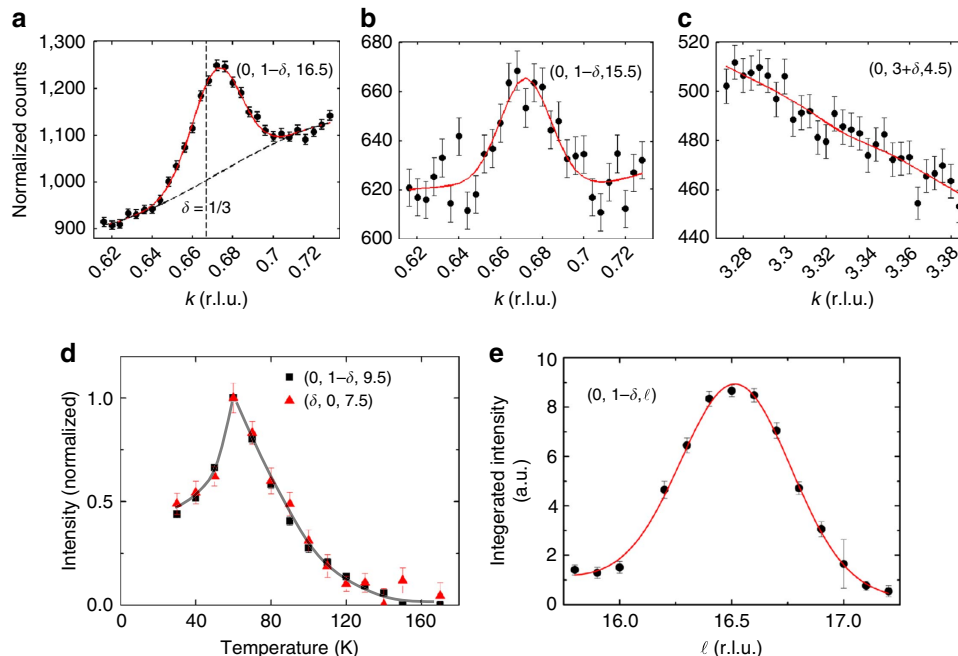 a
1,300
1,200
1,100
1,000
900
Normalized counts
(0, 1−δ, 16.5)
δ = 1/3
0.62
0.64
0.66
0.68
0.7
0.72
k (r.l.u.)
b
680
660
640
620
600
(0, 1−δ,15.5)
0.62
0.64
0.66
0.68
0.7
0.72
k (r.l.u.)
c
520
500
480
460
440
(0, 3+δ,4.5)
3.28
3.3
3.32
3.34
3.36
3.38
k (r.l.u.)
d
1.0
0.5
0.0
Intensity (normalized)
(0, 1−δ, 9.5)
(δ, 0, 7.5)
0
40
80
120
160
Temperature (K)
e
10
8
6
4
2
0
Integerated intensity
(a.u.)
(0, 1−δ,ℓ)
16.0
16.5
17.0
ℓ (r.l.u.)